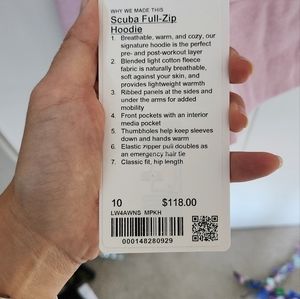 WHY WE MADE THIS
Scuba Full-Zip
Hoodie
1. Breathable, warm, and cozy, our
signature hoodie is the perfect
pre- and post-workout layer
2. Blended light cotton fleece
fabric is naturally breathable,
soft against your skin, and
provides lightweight warmth
3. Ribbed panels at the sides and
under the arms for added
mobility
4. Front pockets with an interior
media pocket
5. Thumbholes help keep sleeves
down and hands warm
6. Elastic zipper pull doubles as
an emergency hair tie
7. Classic fit, hip length
10 $118.00
LW4AWNS MPKH
000148280929